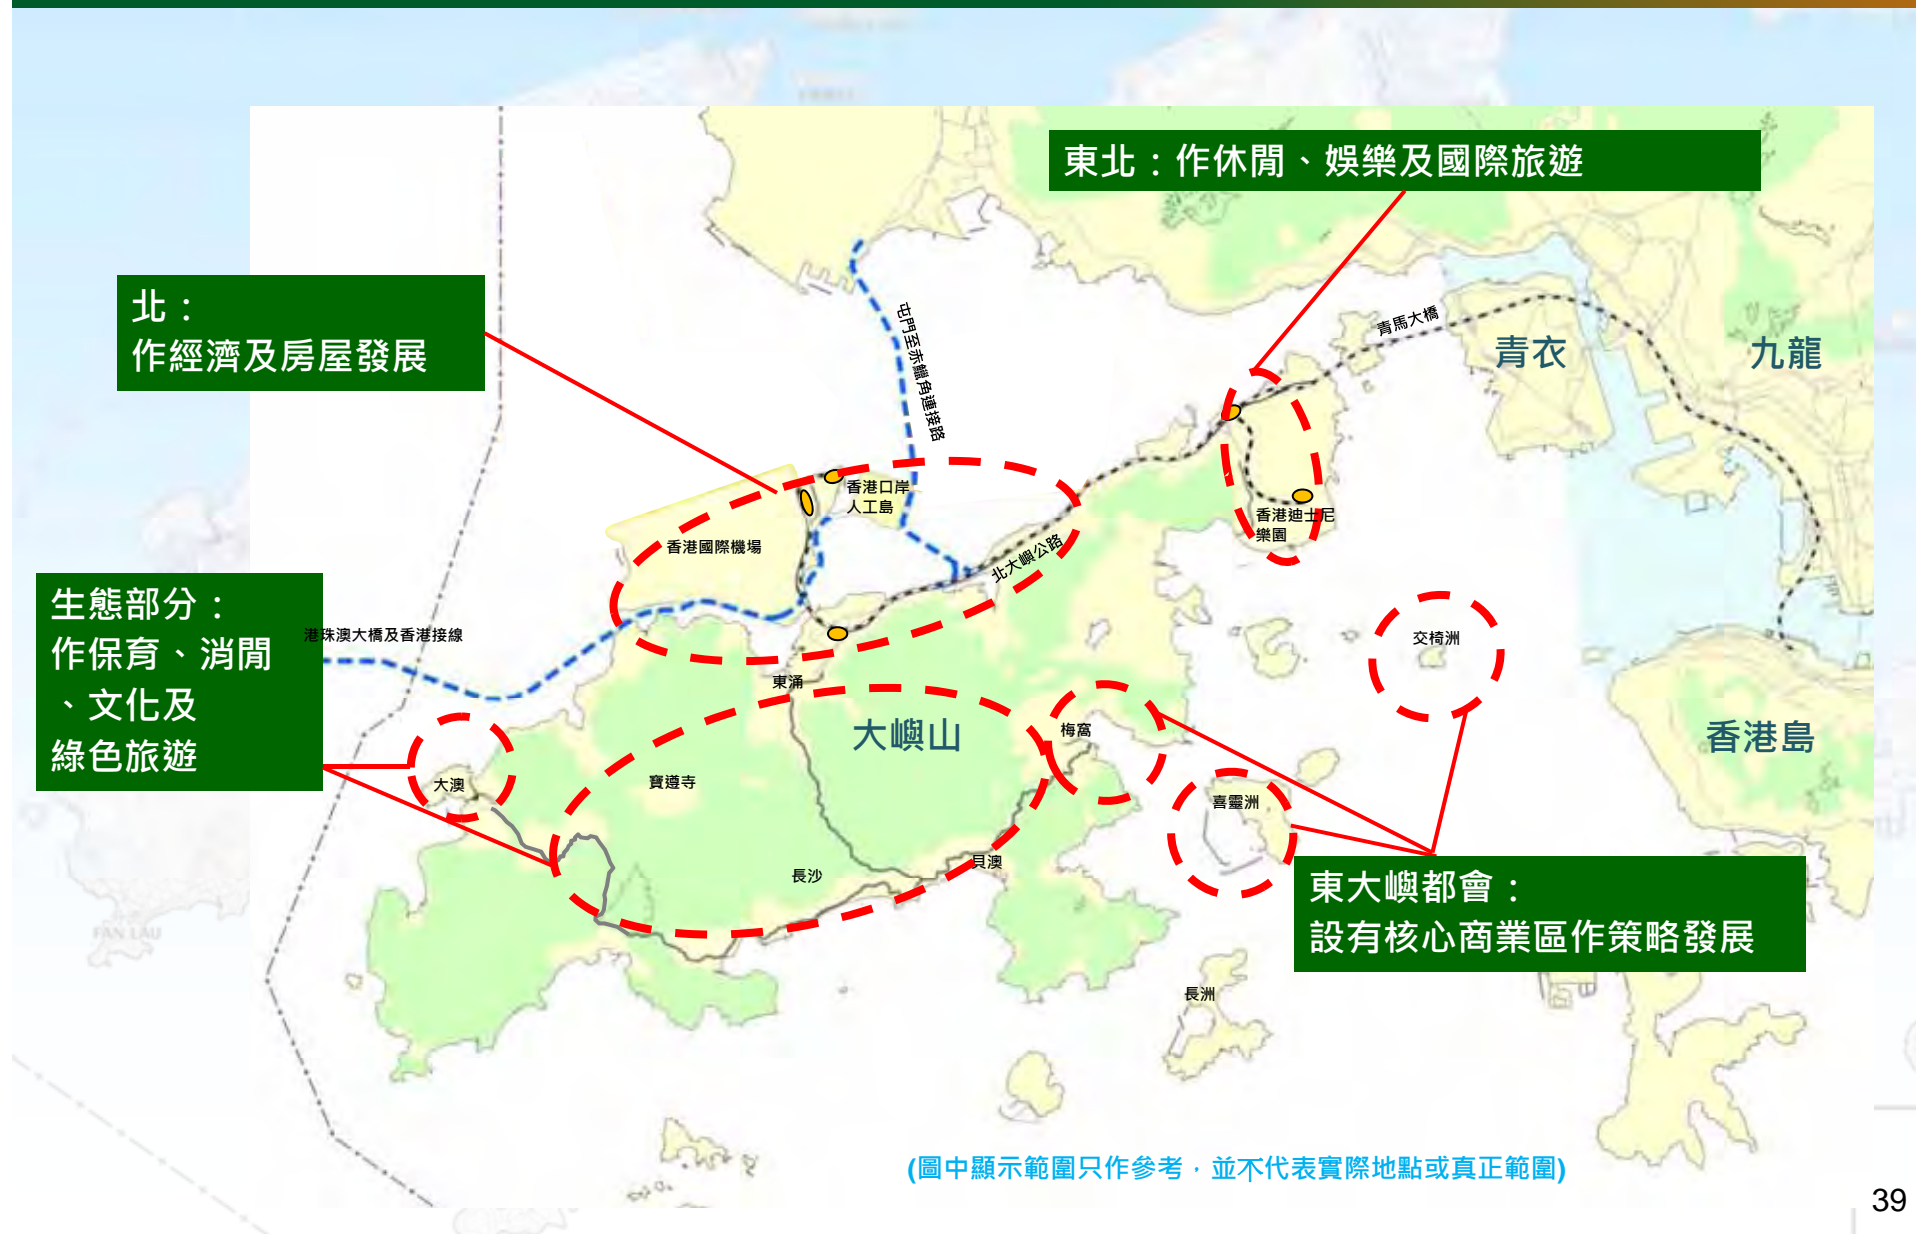 東北：作休閒、娛樂及國際旅遊
北：
作經濟及房屋發展
屯門至赤鱲角連接路
青馬大橋
青衣
九龍
香港口岸
人工島
香港國際機場
北大嶼公路
香港迪士尼
樂園
生態部分：
作保育、消閒
、文化及
綠色旅遊
港珠澳大橋及香港接線
交椅洲
東涌
大嶼山
梅窩
香港島
大澳
寶蓮寺
喜靈洲
長沙
貝澳
東大嶼都會：
設有核心商業區作策略發展
FAN LAU
長洲
(圖中顯示範圍只作參考，並不代表實際地點或真正範圍)
39